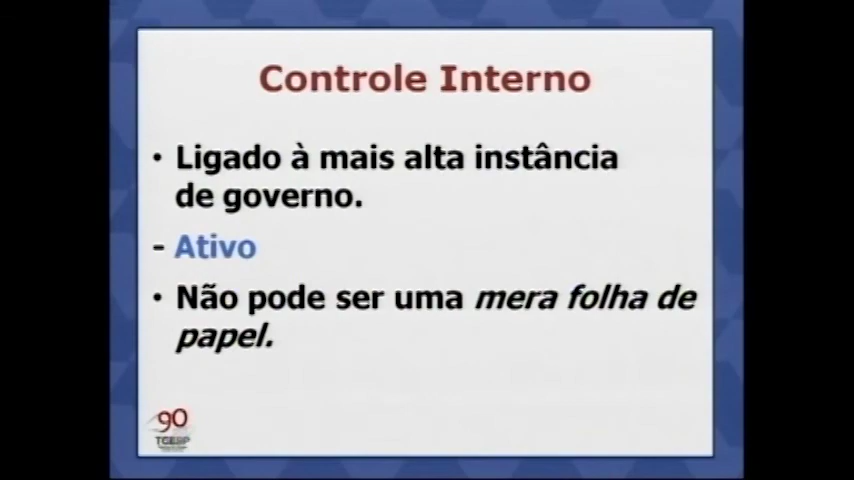 Controle Interno
• Ligado à mais alta instância
de governo.
- Ativo
• Não pode ser uma mera folha de
papel.
90
TCESP